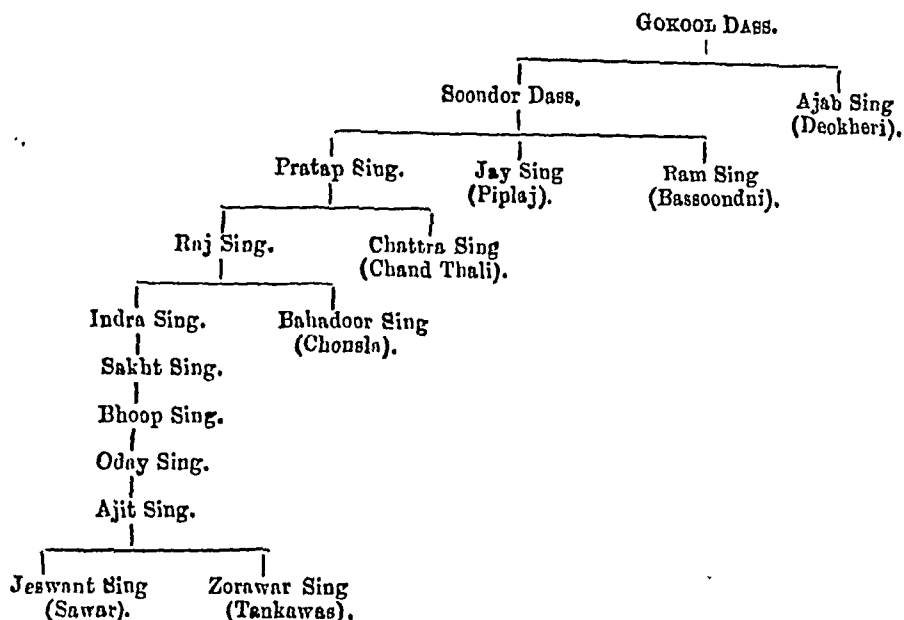 GOKOOL DASS.
Soondor Dass.
Ajab Sing
(Deokheri).
Pratap Sing.
Jay Sing
(Piplaj).
Ram Sing
(Bassoondni).
Raj Sing.
Chattra Sing
(Chand Thali).
Indra Sing.
Bahadoor Sing
(Chonsla).
Sakht Sing.
Bhoop Sing.
Oday Sing.
Ajit Sing.
Jeswant Sing
(Sawar).
Zorawar Sing
(Tankawas).